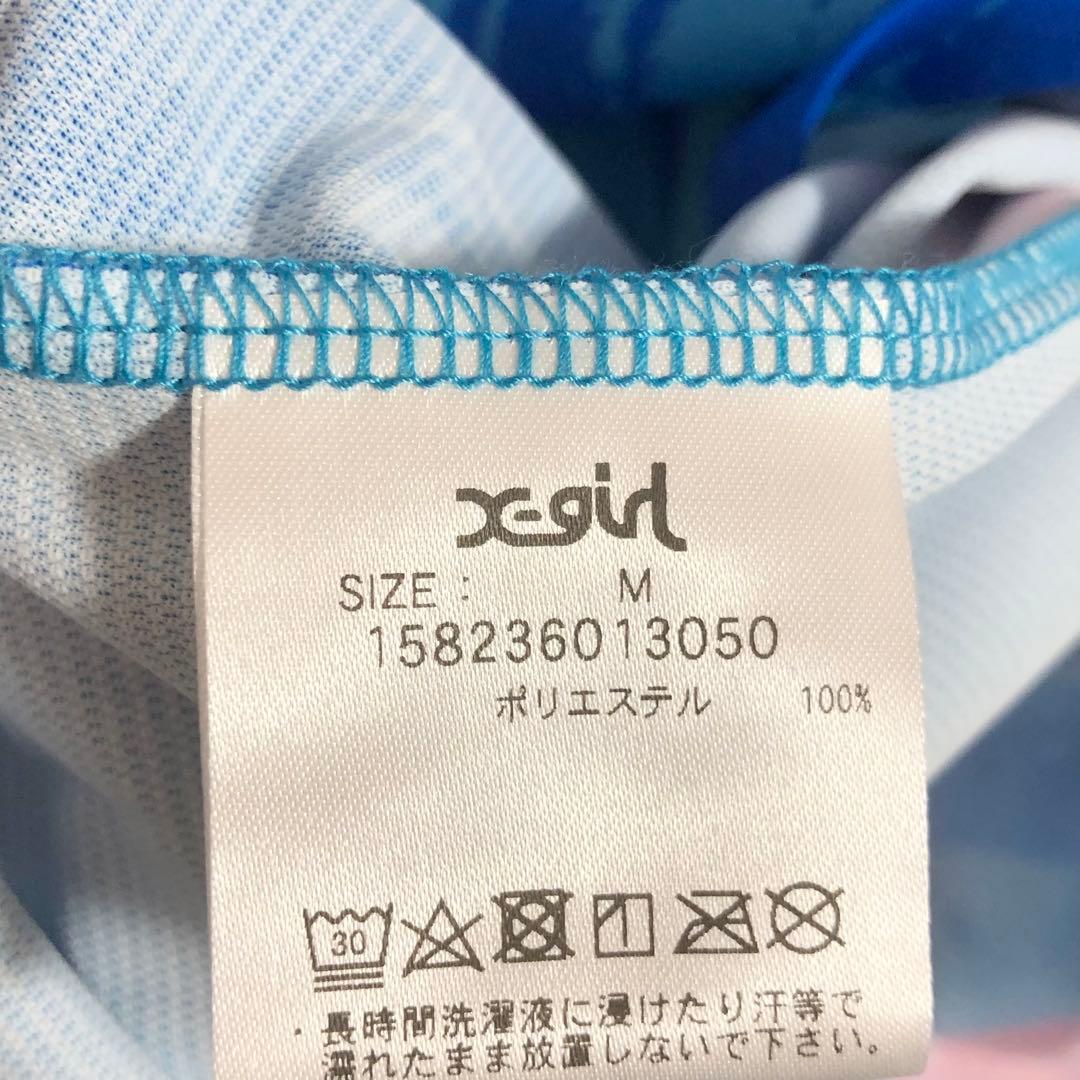 X-girl
SIZE : M
158236013050
ポリエステル 100%
30
・長時間洗濯液に浸けたり汗等で
濡れたまま放置しないで下さい。